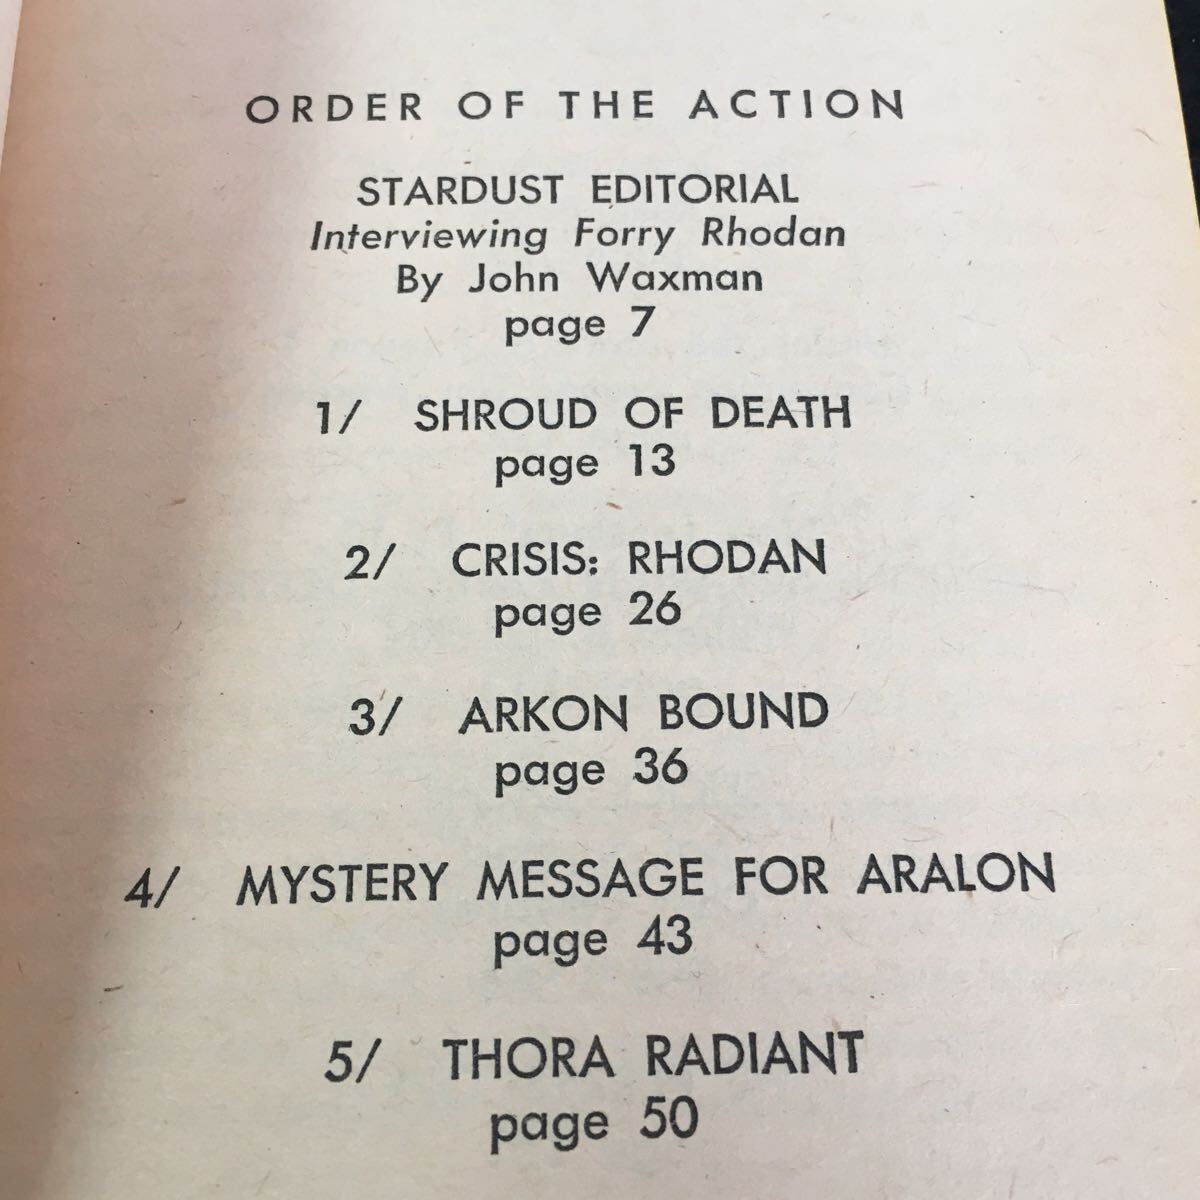 ORDER OF THE ACTION
STARDUST EDITORIAL
Interviewing Forry Rhodan
By John Waxman
page 7
1/ SHROUD OF DEATH
page 13
2/ CRISIS: RHODAN
page 26
3/ ARKON BOUND
page 36
4/ MYSTERY MESSAGE FOR ARALON
page 43
5/ THORA RADIANT
page 50